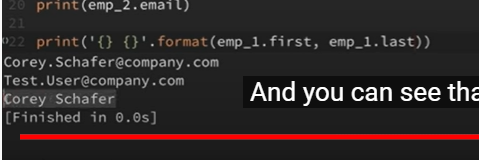 20 print(emp_2.email)
21
22 print('{} {}'.format(emp_1.first, emp_1.last))
Corey.Schafer@company.com
Test.User@company.com
Corey Schafer
[Finished in 0.0s]
And you can see tha